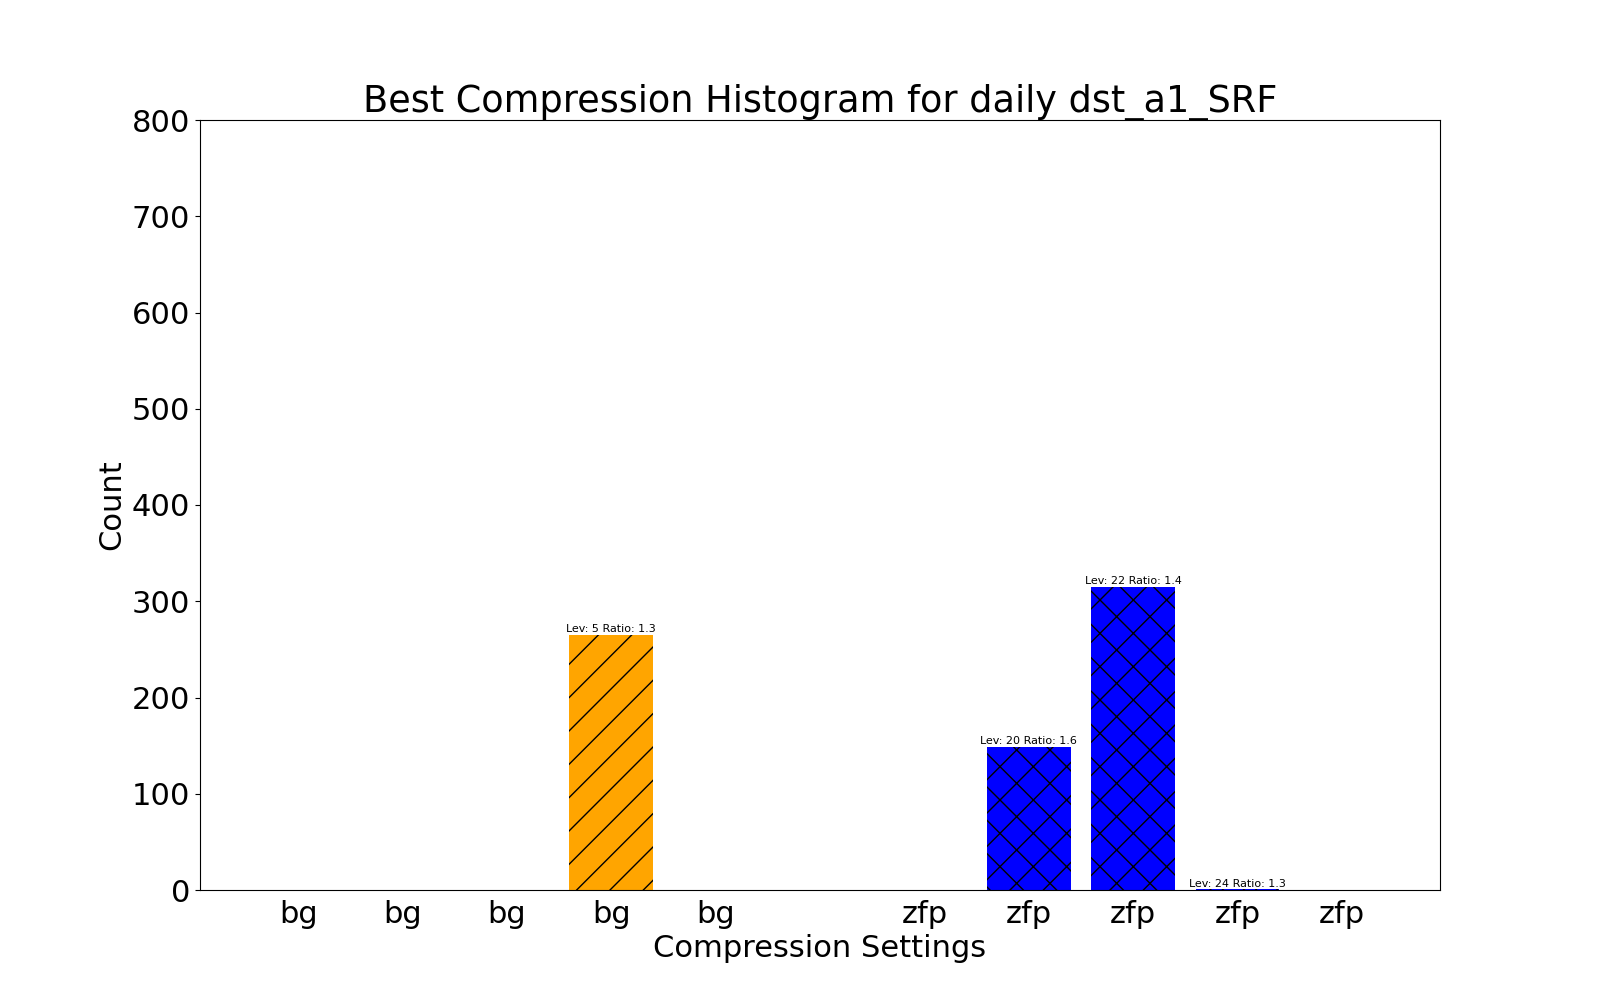 Best Compression Histogram for daily dst_a1_SRF
800
700
600
500
400
300
200
100
0
Count
Lev: 5 Ratio: 1.3
Lev: 20 Ratio: 1.6
Lev: 22 Ratio: 1.4
Lev: 24 Ratio: 1.3
bg bg bg bg bg zfp zfp zfp zfp zfp
Compression Settings